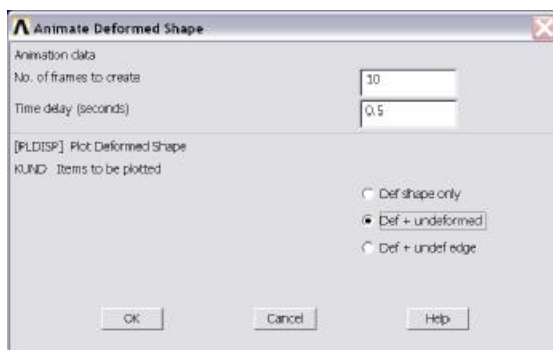 Animate Deformed Shape
Animation data
No. of frames to create 10
Time delay (seconds) 0.5
[PLDISP] Plot Deformed Shape
KUND Items to be plotted
Def shape only
Def + undeformed
Def + undef edge
OK Cancel Help